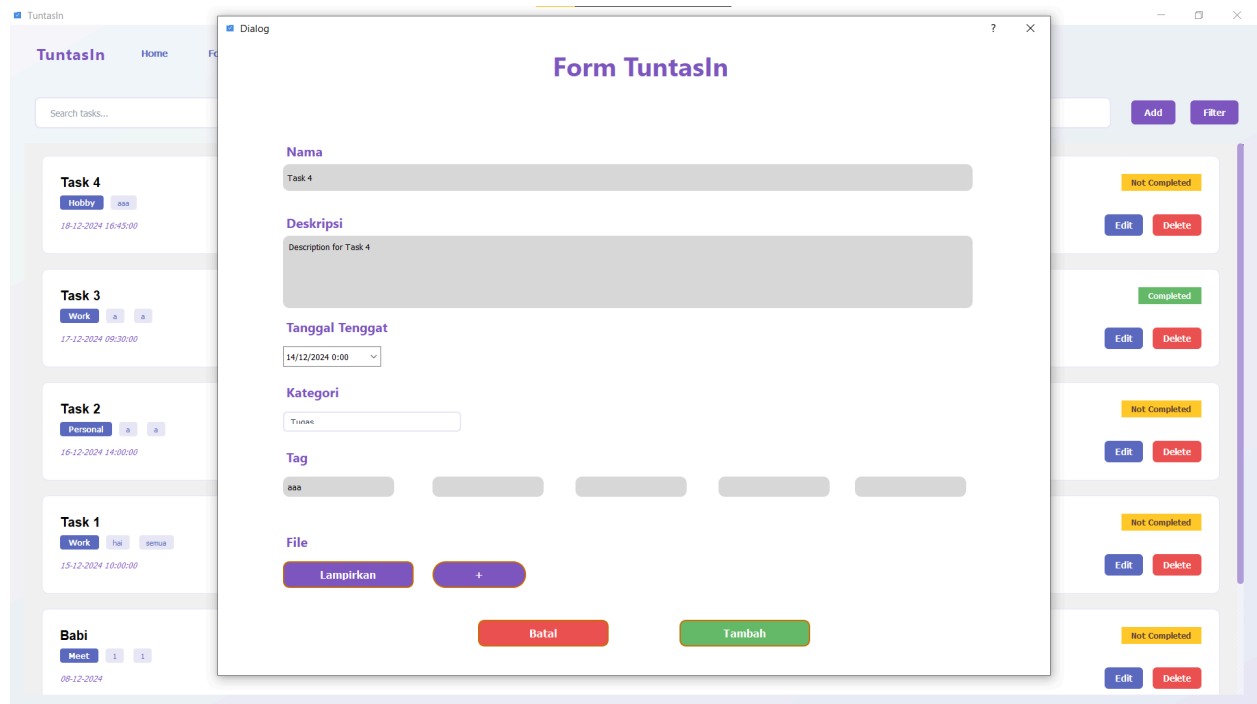 TuntasIn
Dialog
?
TuntasIn
Home
Fo
Form TuntasIn
Search tasks...
Add
Filter
Task 4
Hobby
aaa
18-12-2024 16:45:00
Not Completed
Edit
Delete
Task 3
Work
a
a
17-12-2024 09:30:00
Completed
Edit
Delete
Task 2
Personal
a
a
16-12-2024 14:00:00
Not Completed
Edit
Delete
Task 1
Work
hai
semua
15-12-2024 10:00:00
Not Completed
Edit
Delete
Babi
Meet
1
1
08-12-2024
Not Completed
Edit
Delete
Nama
Task 4
Deskripsi
Description for Task 4
Tanggal Tenggat
14/12/2024 0:00
Kategori
Tugas
Tag
aaa
File
Lampirkan
+
Batal
Tambah